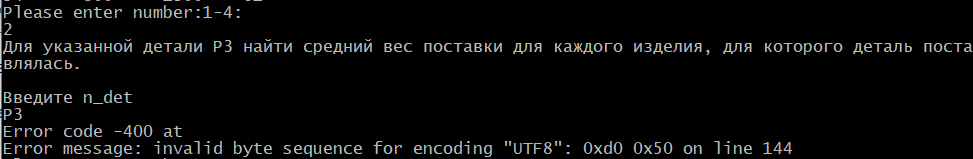 Please enter number:1-4:
2
Для указанной детали P3 найти средний вес поставки для каждого изделия, для которого деталь поста
влялась.
Введите n_det
P3
Error code -400 at
Error message: invalid byte sequence for encoding "UTF8": 0xd0 0x50 on line 144